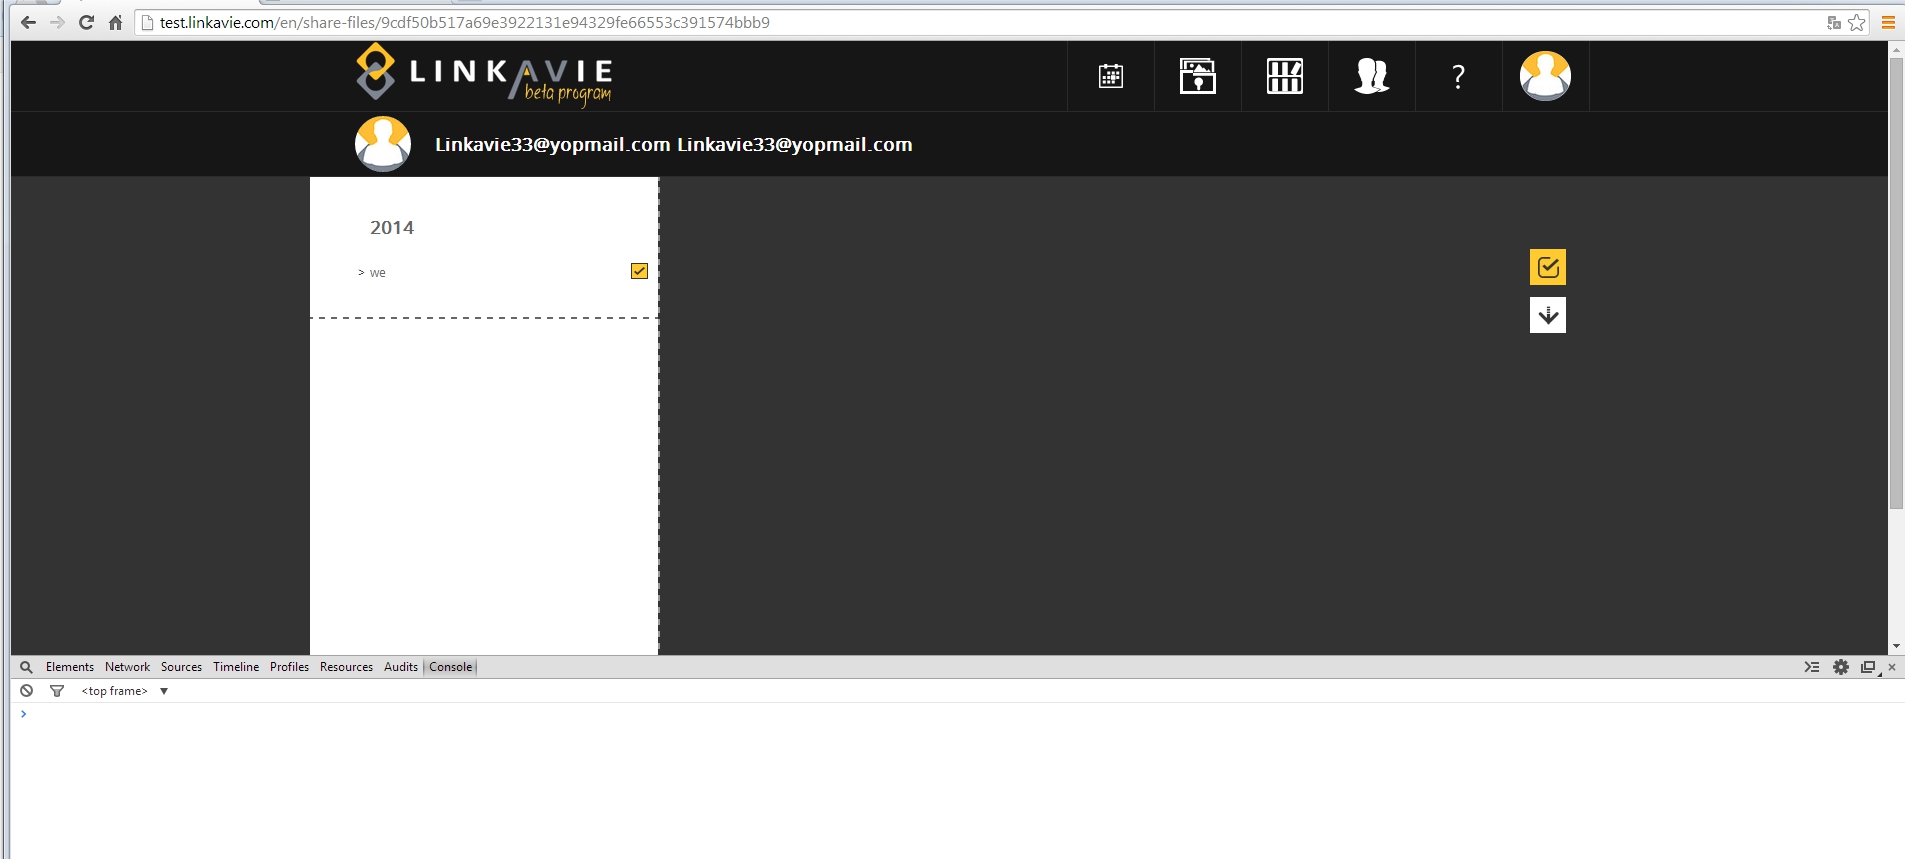 test.linkavie.com/en/share-files/9cdf50b517a69e3922131e94329fe66553c391574bbb9
LINKAVIE
beta program
?
Linkavie33@yopmail.com Linkavie33@yopmail.com
2014
> we
Elements Network Sources Timeline Profiles Resources Audits Console
<top frame> ▼
>